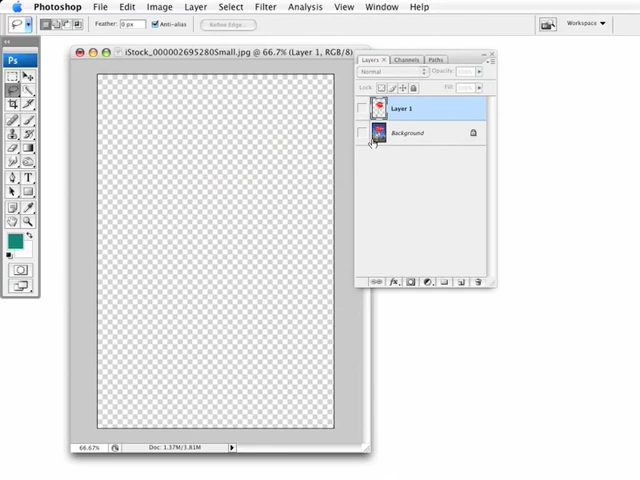 Photoshop File Edit Image Layer Select Filter Analysis View Window Help
Feather: 0 px Anti-alias Refine Edge... Workspace ▼
Ps
iStock_000002695280Small.jpg @ 66.7% (Layer 1, RGB/8)
Layers × Channels Paths
Normal Opacity:
Lock: Fill:
Layer 1
Background
T
66.67% Doc: 1.37M/3.81M